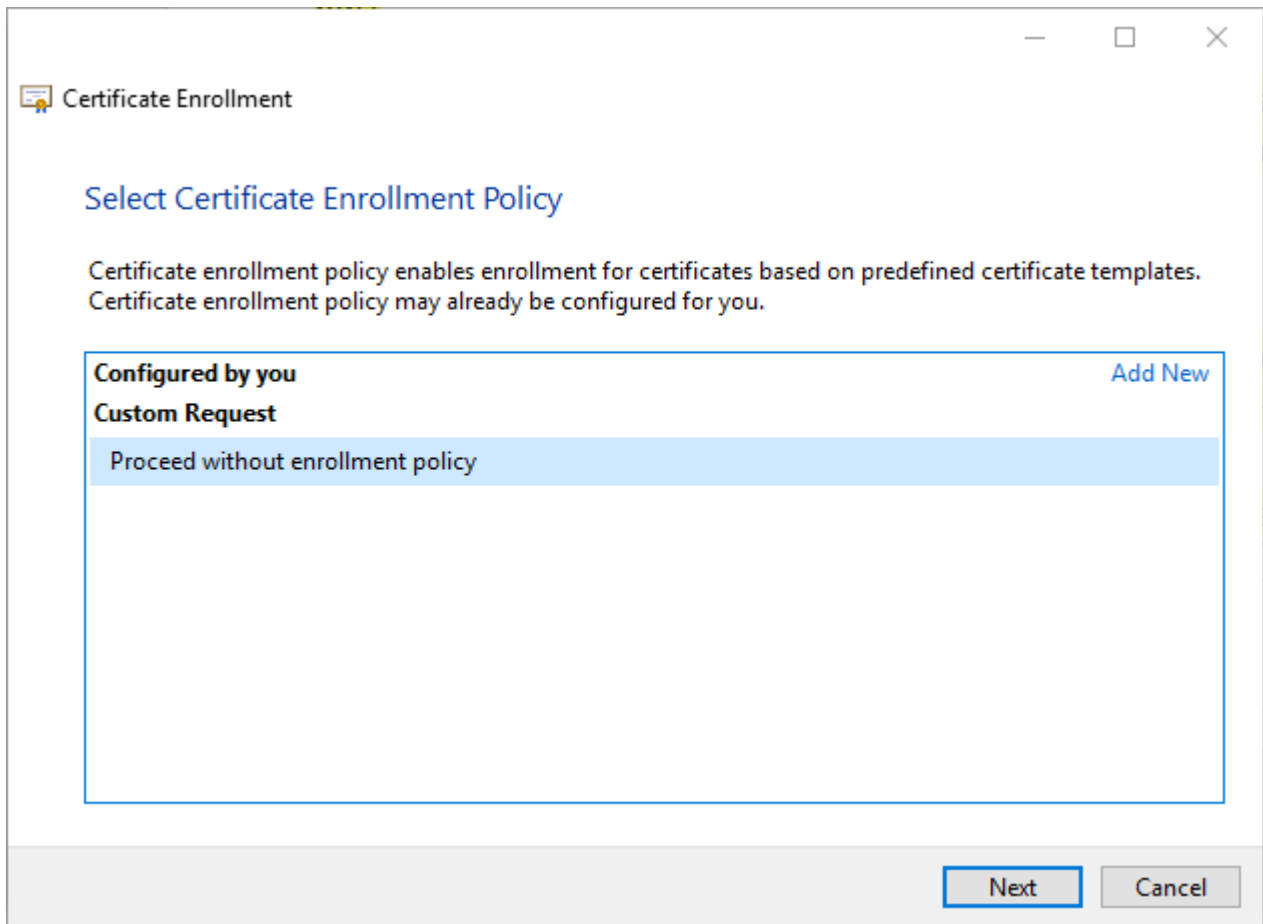 Certificate Enrollment
Select Certificate Enrollment Policy
Certificate enrollment policy enables enrollment for certificates based on predefined certificate templates.
Certificate enrollment policy may already be configured for you.
Configured by you Add New
Custom Request
Proceed without enrollment policy
Next Cancel